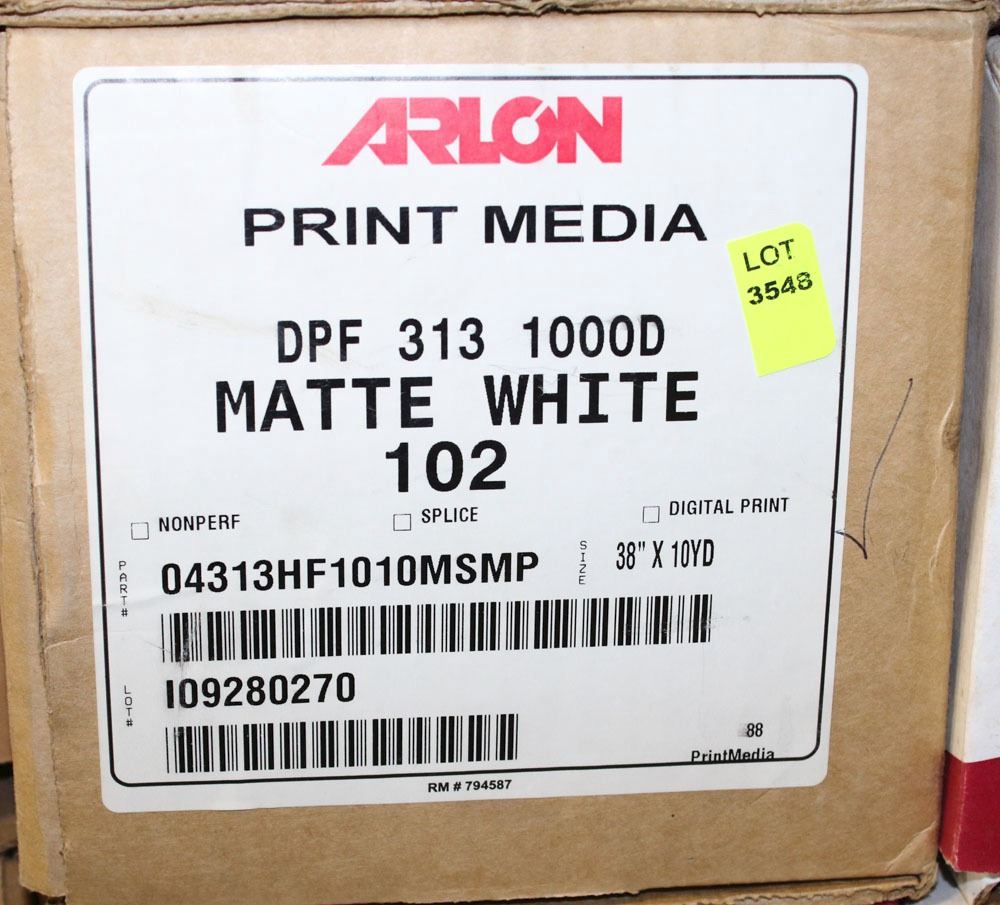 ARLON
PRINT MEDIA
LOT
3548
DPF 313 1000D
MATTE WHITE
102
NONPERF
SPLICE
DIGITAL PRINT
PART#
04313HF1010MSMP
SIZE
38" X 10YD
LOT#
I09280270
88
PrintMedia
RM # 794587